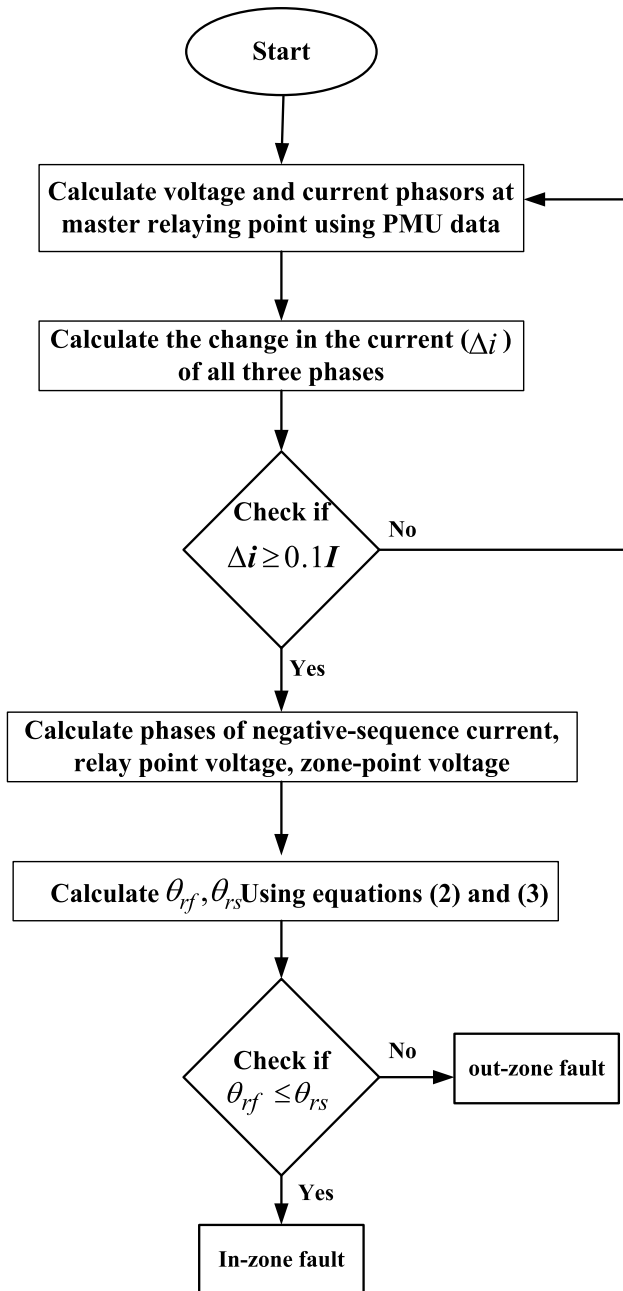 Start
Calculate voltage and current phasors at
master relaying point using PMU data
Calculate the change in the current (Δi)
of all three phases
Check if
Δi ≥ 0.1I
No
Yes
Calculate phases of negative-sequence current,
relay point voltage, zone-point voltage
Calculate θrf, θrs Using equations (2) and (3)
Check if
θrf ≤ θrs
No
out-zone fault
Yes
In-zone fault